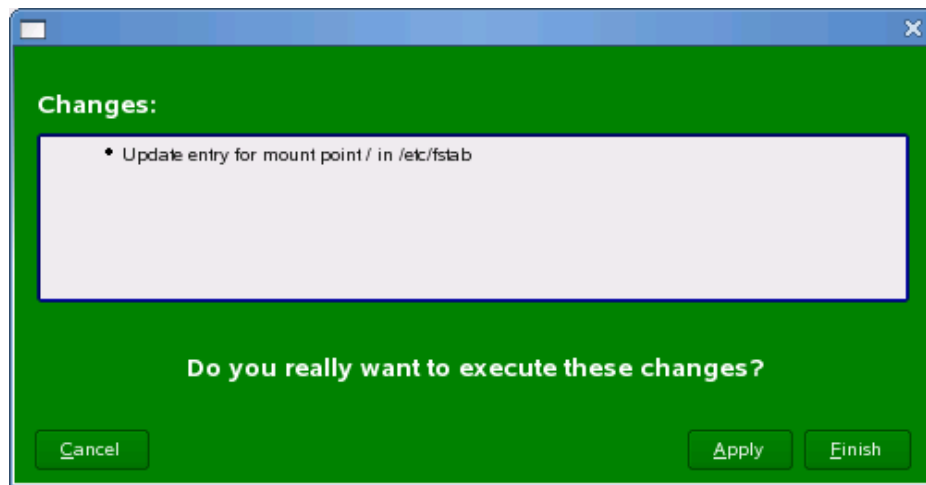 Changes:
• Update entry for mount point / in /etc/fstab
Do you really want to execute these changes?
Cancel Apply Finish